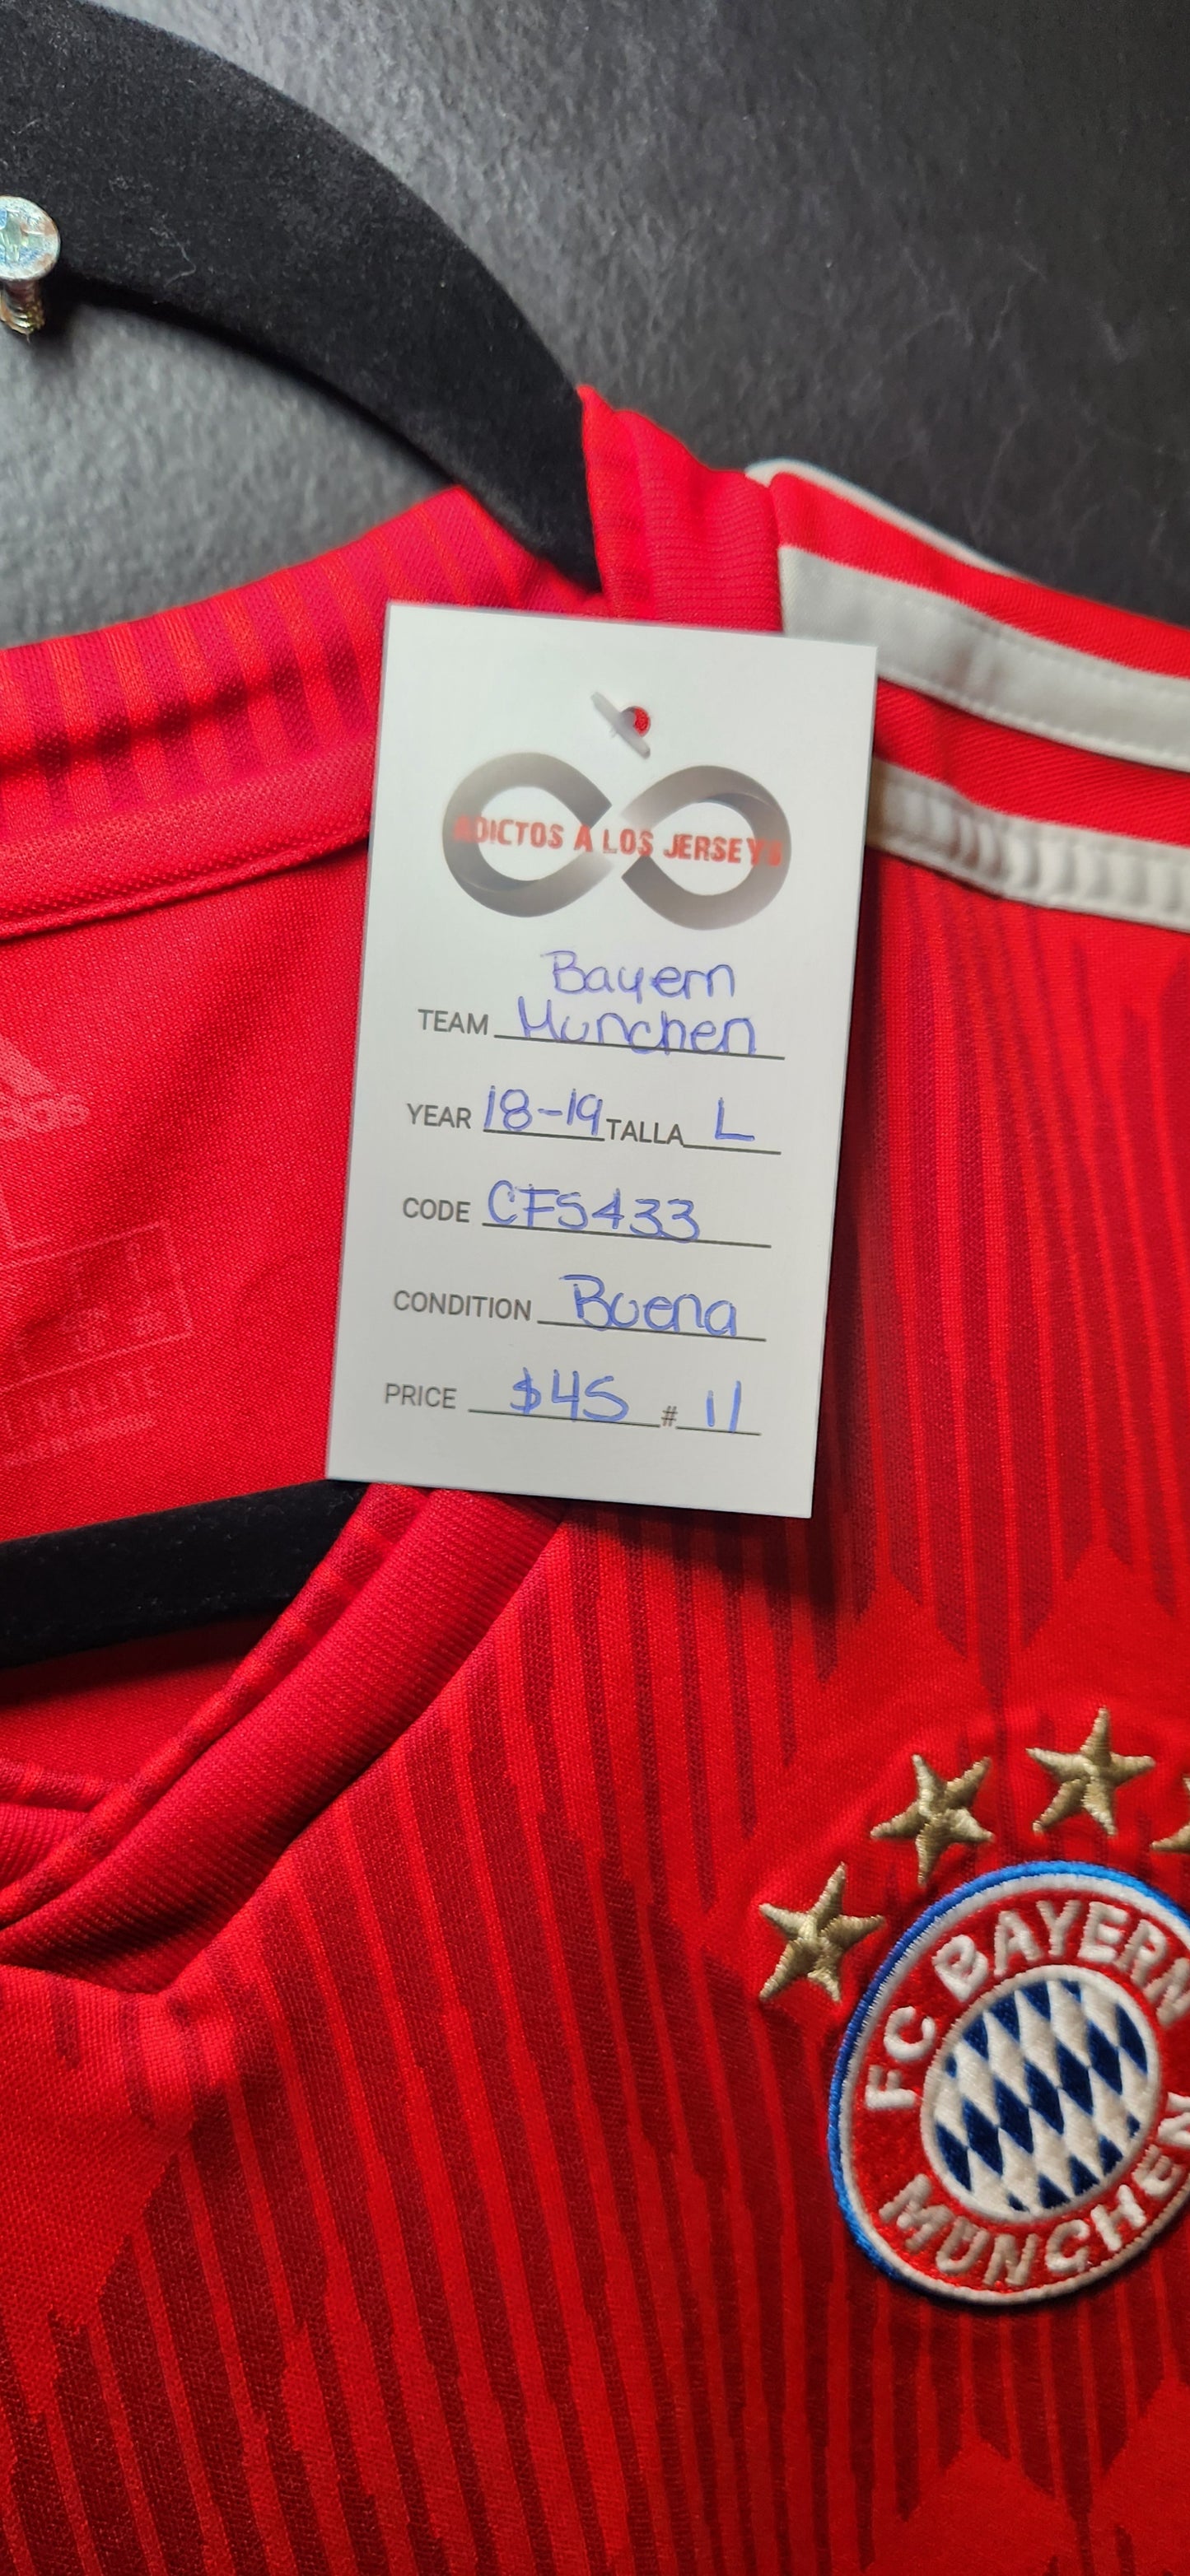 ADICTOS A LOS JERSEYS
Bayern
TEAM Munchen
YEAR 18-19 TALLA L
CODE CF5433
CONDITION Buena
PRICE $45 # 11
FC BAYERN
MÜNCHEN